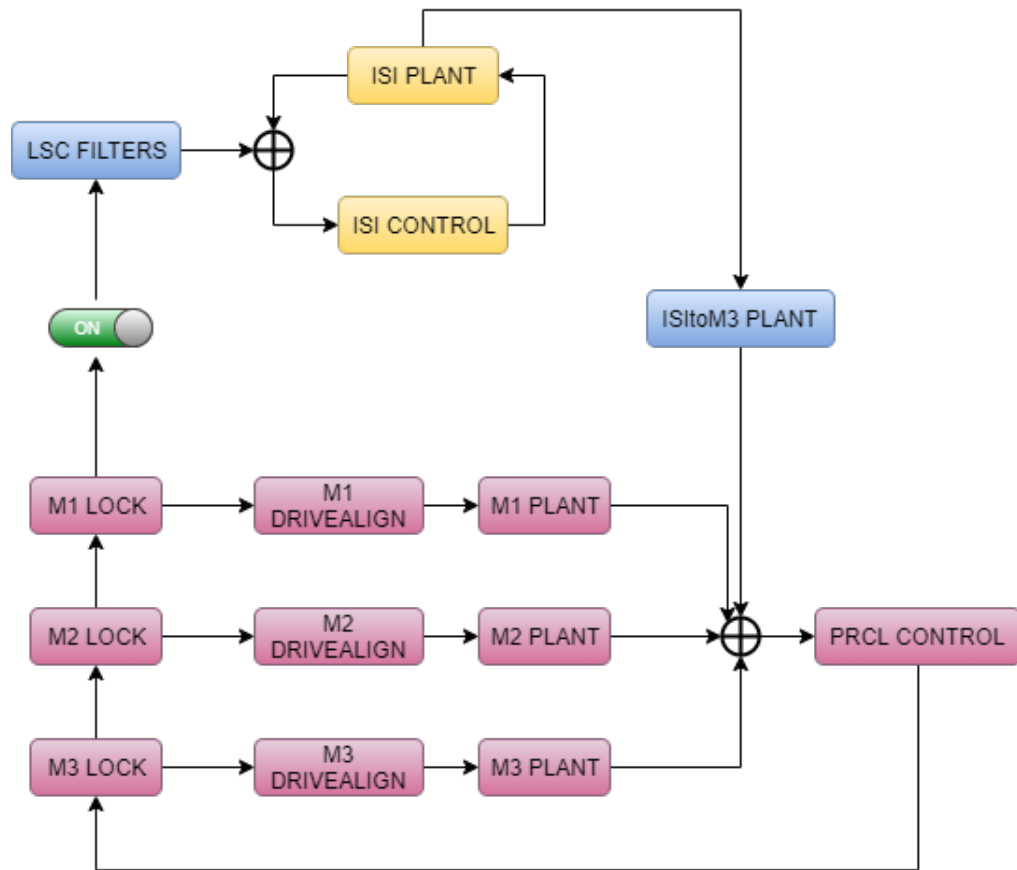 ISI PLANT
LSC FILTERS
ISI CONTROL
ISItoM3 PLANT
ON
M1 LOCK
M1
DRIVEALIGN
M1 PLANT
M2 LOCK
M2
DRIVEALIGN
M2 PLANT
PRCL CONTROL
M3 LOCK
M3
DRIVEALIGN
M3 PLANT